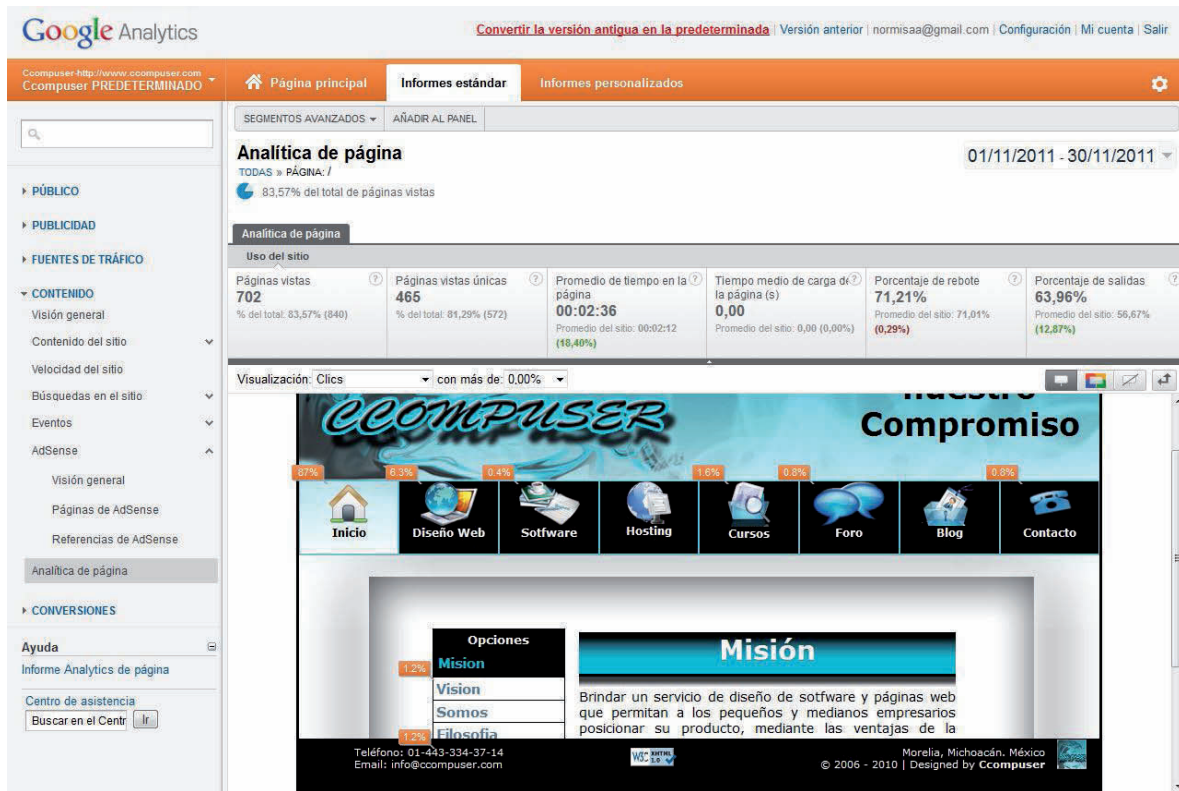 Google Analytics
Convertir la versión antigua en la predeterminada | Versión anterior | normisaa@gmail.com | Configuración | Mi cuenta | Salir
Ccompuser-http://www.ccompuser.com
Ccompuser PREDETERMINADO
Página principal
Informes estándar
Informes personalizados
SEGMENTOS AVANZADOS
AÑADIR AL PANEL
Analítica de página
01/11/2011 - 30/11/2011
TODAS » PÁGINA: /
83,57% del total de páginas vistas
PÚBLICO
PUBLICIDAD
FUENTES DE TRÁFICO
CONTENIDO
Visión general
Contenido del sitio
Velocidad del sitio
Búsquedas en el sitio
Eventos
AdSense
Visión general
Páginas de AdSense
Referencias de AdSense
Analítica de página
CONVERSIONES
Ayuda
Informe Analytics de página
Centro de asistencia
Buscar en el Centr
Ir
Analítica de página
Uso del sitio
Páginas vistas
?
702
% del total: 83,57% (840)
Páginas vistas únicas
?
465
% del total: 81,29% (572)
Promedio de tiempo en la
?
página
00:02:36
Promedio del sitio: 00:02:12
(18,40%)
Tiempo medio de carga de
?
la página (s)
0,00
Promedio del sitio: 0,00 (0,00%)
Porcentaje de rebote
?
71,21%
Promedio del sitio: 71,01%
(0,29%)
Porcentaje de salidas
?
63,96%
Promedio del sitio: 56,67%
(12,87%)
Visualización: Clics
con más de: 0,00%
CCOMPUSER
nuestro
Compromiso
87%
6.3%
0.4%
1.6%
0.8%
0.8%
Inicio
Diseño Web
Sotfware
Hosting
Cursos
Foro
Blog
Contacto
Opciones
1.2%
Mision
Vision
Somos
1.2%
Filosofia
Misión
Brindar un servicio de diseño de sotfware y páginas web
que permitan a los pequeños y medianos empresarios
posicionar su producto, mediante las ventajas de la
Teléfono: 01-443-334-37-14
Email: info@ccompuser.com
W3C XHTML 1.0
Morelia, Michoacán. México
© 2006 - 2010 | Designed by Ccompuser